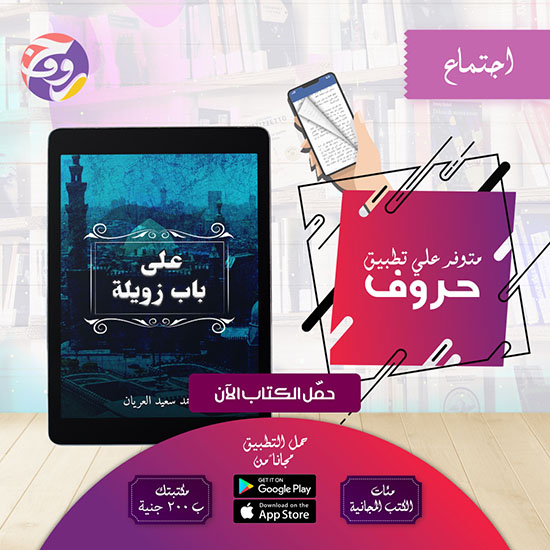 حروف
اجتماع
على
باب زويلة
سعيد العريان
متوفر علي تطبيق
حروف
حمّل الكتاب الآن
حمل التطبيق
مجاناً من
GET IT ON
Google Play
Download on the
App Store
مكتبتك
ب ٢٠٠ جنية
مئات
الكتب المجانية